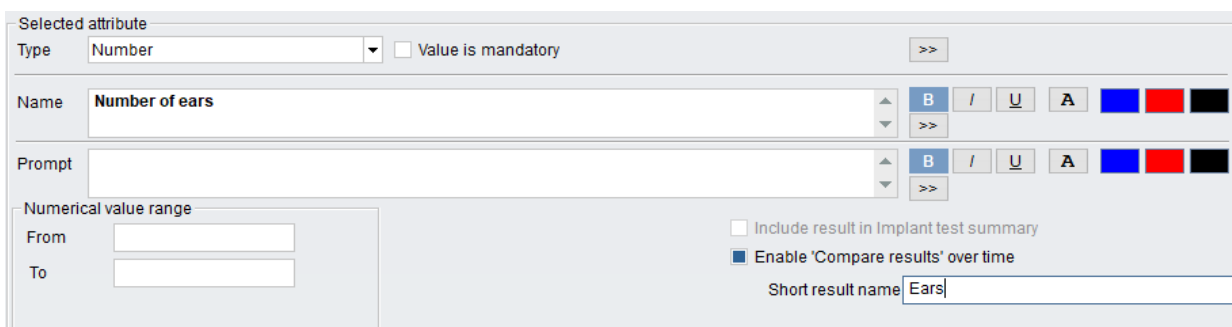 Selected attribute
Type Number Value is mandatory >>
Name Number of ears B I U A
>>
Prompt B I U A
>>
Numerical value range
From
To
Include result in Implant test summary
Enable 'Compare results' over time
Short result name Ears